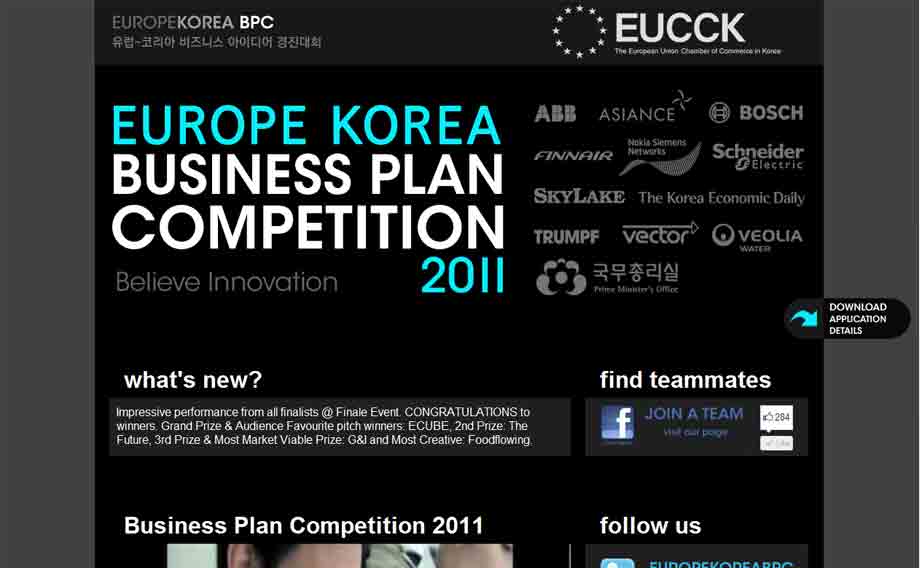 EUROPEKOREA BPC
유럽-코리아 비즈니스 아이디어 경진대회
EUCCK
The European Union Chamber of Commerce in Korea
EUROPE KOREA
BUSINESS PLAN
COMPETITION
2011
Believe Innovation
ABB
ASIANCE
BOSCH
FINNAIR
Nokia Siemens
Networks
Schneider
Electric
SKYLAKE
The Korea Economic Daily
TRUMPF
vector
VEOLIA
WATER
국무총리실
Prime Minister's Office
DOWNLOAD
APPLICATION
DETAILS
what's new?
Impressive performance from all finalists @ Finale Event. CONGRATULATIONS to
winners. Grand Prize & Audience Favourite pitch winners: ECUBE, 2nd Prize: The
Future, 3rd Prize & Most Market Viable Prize: G&I and Most Creative: Foodflowing.
find teammates
f
facebook
JOIN A TEAM
visit our page
284
Like
Business Plan Competition 2011
follow us
EUROPEKOREABPC